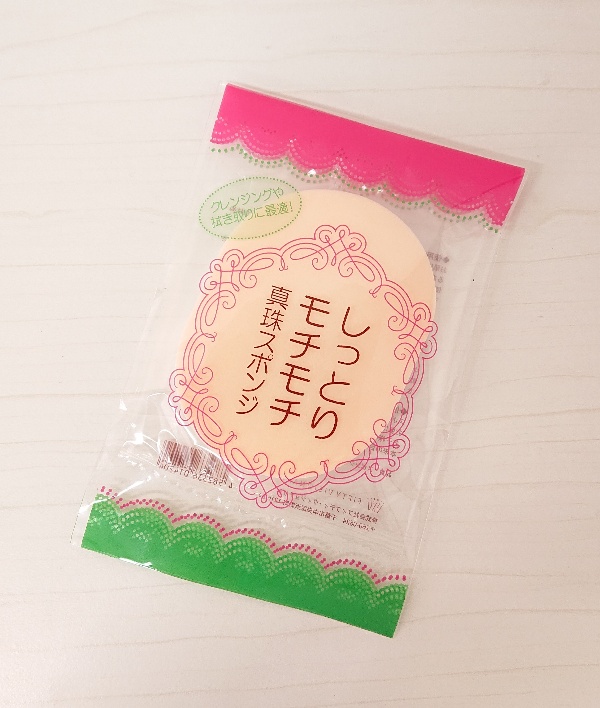 クレンジングや
拭き取りに最適!
しっとり
モチモチ
真珠スポンジ